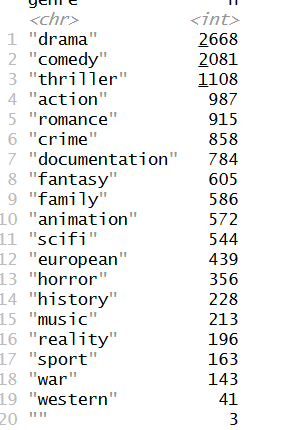 genre n
<chr> <int>
1 "drama" 2668
2 "comedy" 2081
3 "thriller" 1108
4 "action" 987
5 "romance" 915
6 "crime" 858
7 "documentation" 784
8 "fantasy" 605
9 "family" 586
10 "animation" 572
11 "scifi" 544
12 "european" 439
13 "horror" 356
14 "history" 228
15 "music" 213
16 "reality" 196
17 "sport" 163
18 "war" 143
19 "western" 41
20 "" 3